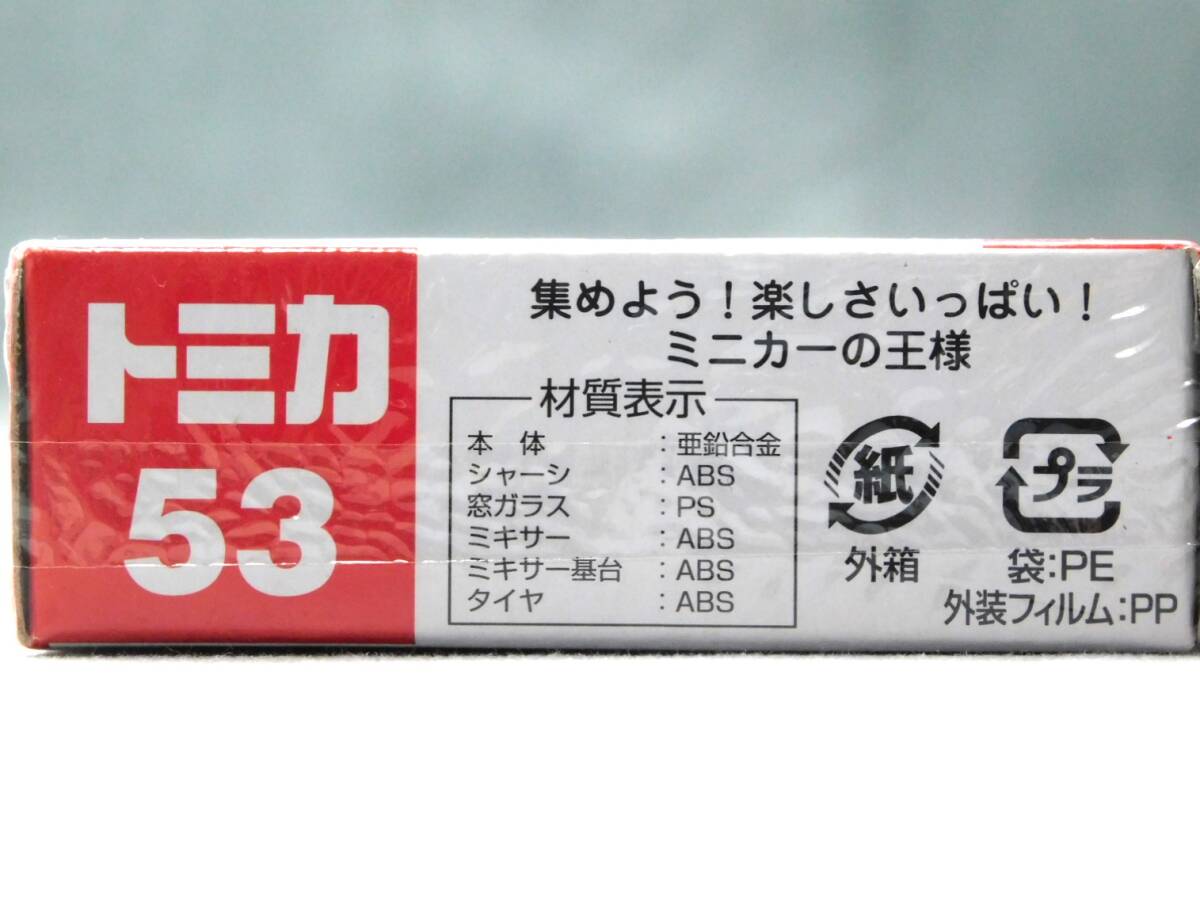 トミカ
53
集めよう！楽しさいっぱい！
ミニカーの王様
材質表示
本 体 ：亜鉛合金
シャーシ ：ABS
窓ガラス ：PS
ミキサー ：ABS
ミキサー基台 ：ABS
タイヤ ：ABS
紙
外箱
プラ
袋:PE
外装フィルム:PP